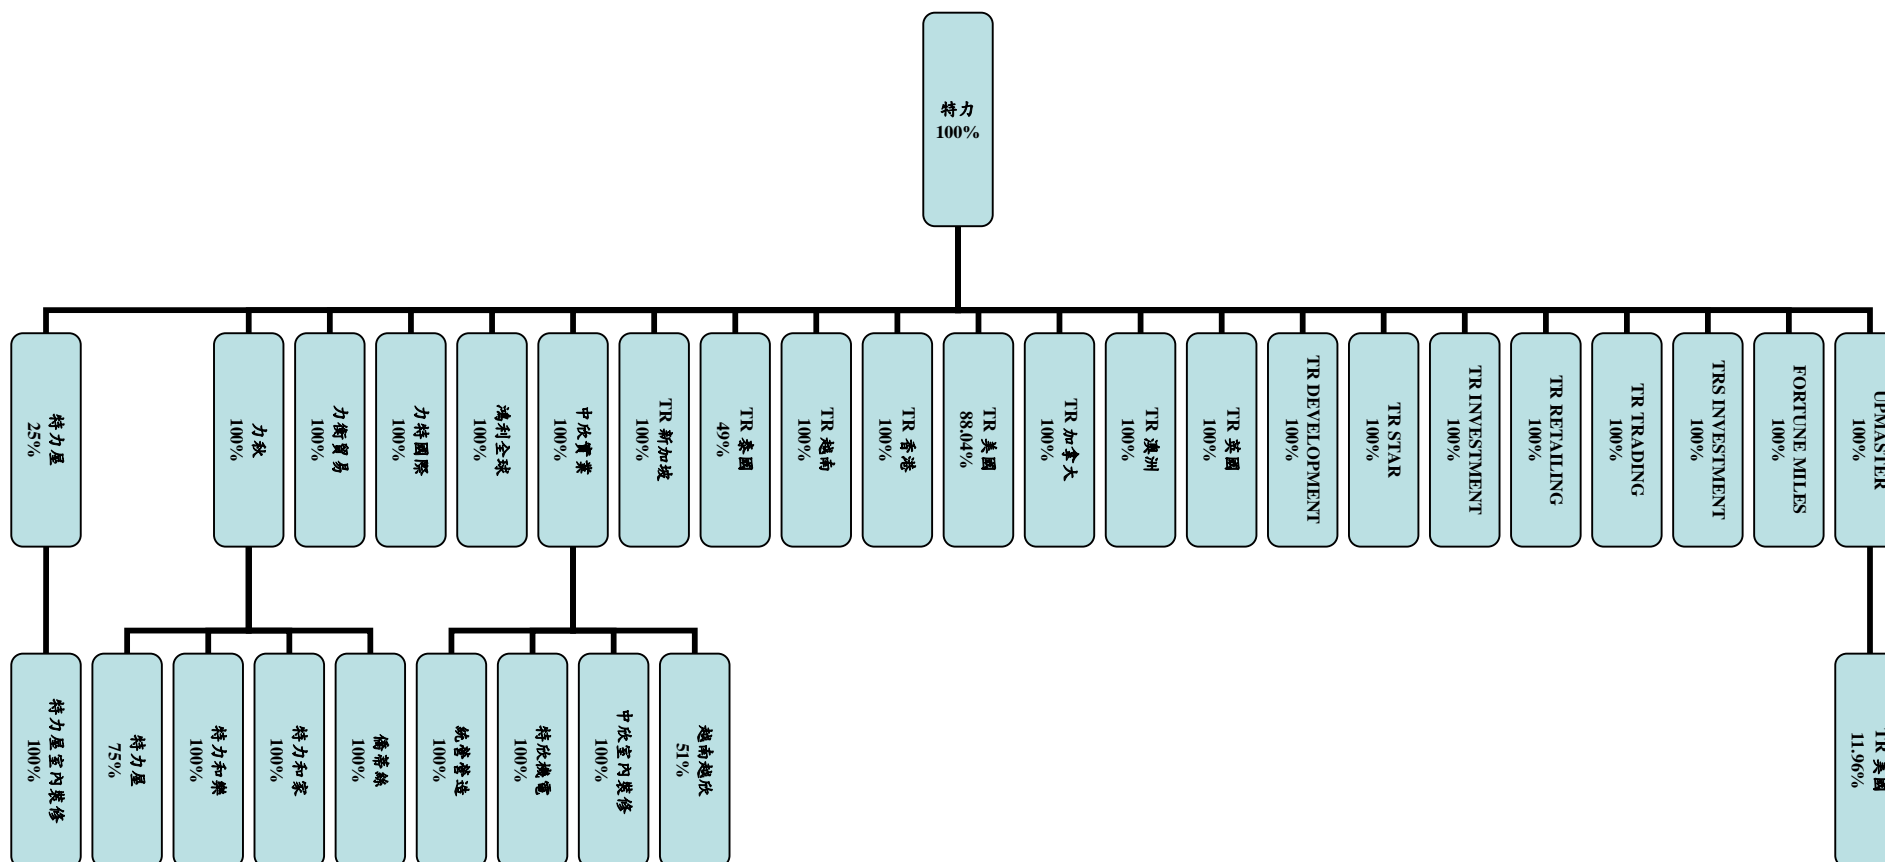 特力
100%
特力屋
25%
力秋
100%
力衡貿易
100%
力特國際
100%
鴻利全球
100%
中欣實業
100%
TR 新加坡
100%
TR 泰國
49%
TR 越南
100%
TR 香港
100%
TR 美國
88.04%
TR 加拿大
100%
TR 澳洲
100%
TR 英國
100%
TR DEVELOPMENT
100%
TR STAR
100%
TR INVESTMENT
100%
TR RETAILING
100%
TR TRADING
100%
TRS INVESTMENT
100%
FORTUNE MILES
100%
UPMASTER
100%
特力屋室內裝修
100%
特力屋
75%
特力和樂
100%
特力和家
100%
僑蒂絲
100%
統營營造
100%
特欣機電
100%
中欣室內裝修
100%
越南越欣
51%
TR 美國
11.96%